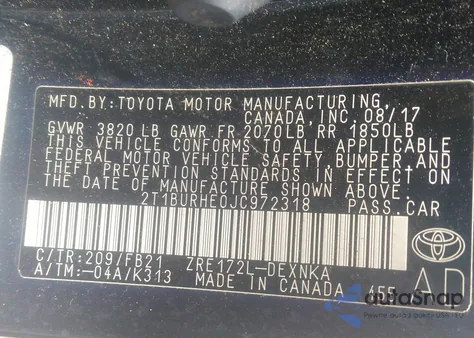 MFD. BY: TOYOTA MOTOR MANUFACTURING,
CANADA, INC. 08/17
GVWR 3820 LB GAWR FR 2070LB RR 1850LB
THIS VEHICLE CONFORMS TO ALL APPLICABLE
FEDERAL MOTOR VEHICLE SAFETY, BUMPER, AND
THEFT PREVENTION STANDARDS IN EFFECT ON
THE DATE OF MANUFACTURE SHOWN ABOVE.
2T1BURHE0JC972318 PASS.CAR
C/TR: 209/FB21 ZRE172L-DEXNKA
A/TM: -04A/K313 MADE IN CANADA 455
AP
autoSnap